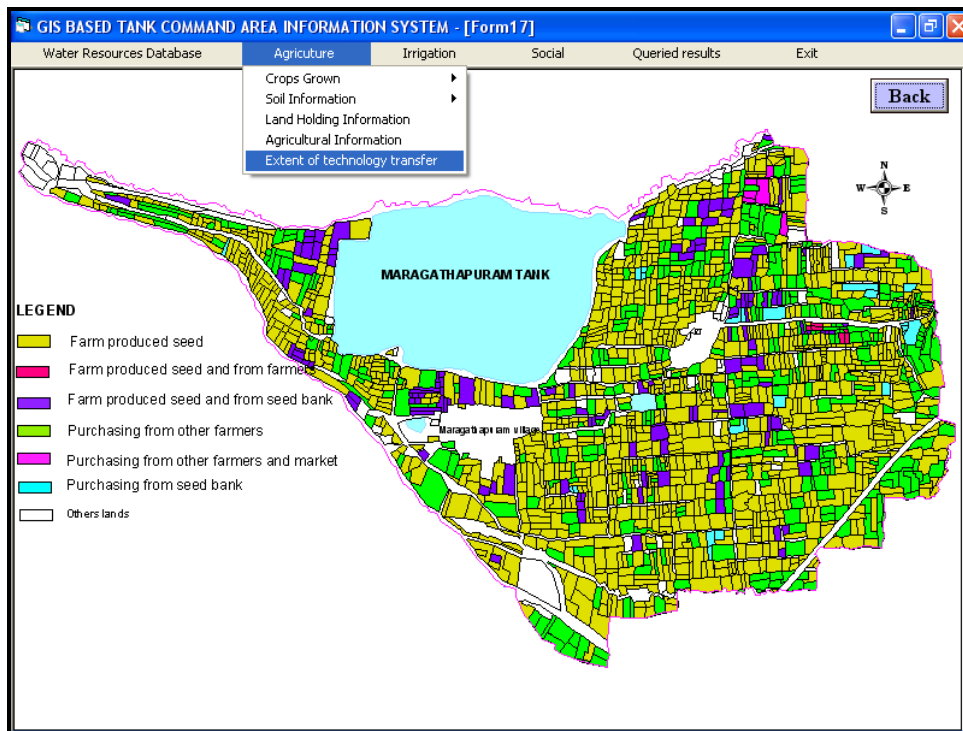 GIS BASED TANK COMMAND AREA INFORMATION SYSTEM - [Form17]
Water Resources Database Agricuture Irrigation Social Queried results Exit
Crops Grown
Soil Information
Land Holding Information
Agricultural Information
Extent of technology transfer
Back
N
W E
S
MARAGATHAPURAM TANK
LEGEND
Farm produced seed
Farm produced seed and from farmers
Farm produced seed and from seed bank
Purchasing from other farmers
Purchasing from other farmers and market
Purchasing from seed bank
Others lands
Maragathapuram village